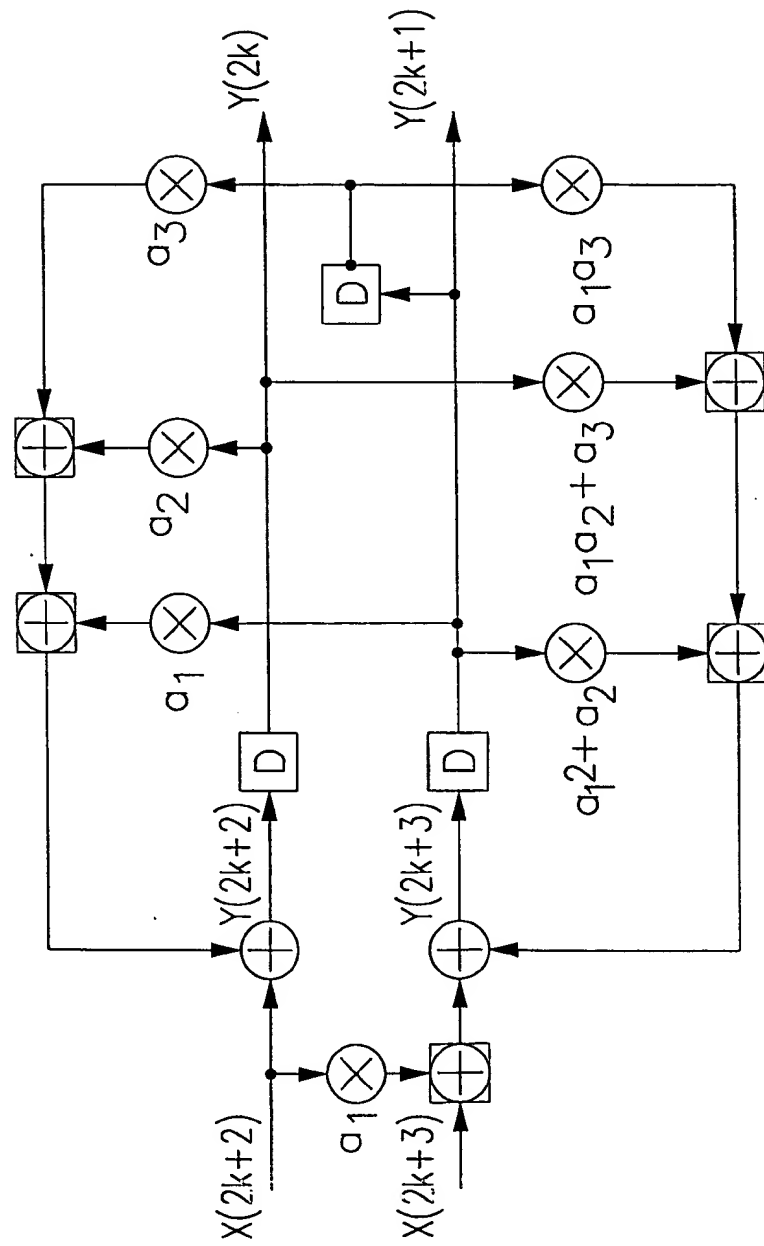 a3
Y(2k)
a2
a1
D
D
Y(2k+1)
Y(2k+2)
X(2k+2)
a1
D
Y(2k+3)
X(2k+3)
a1a3
a1a2+a3
a12+a2